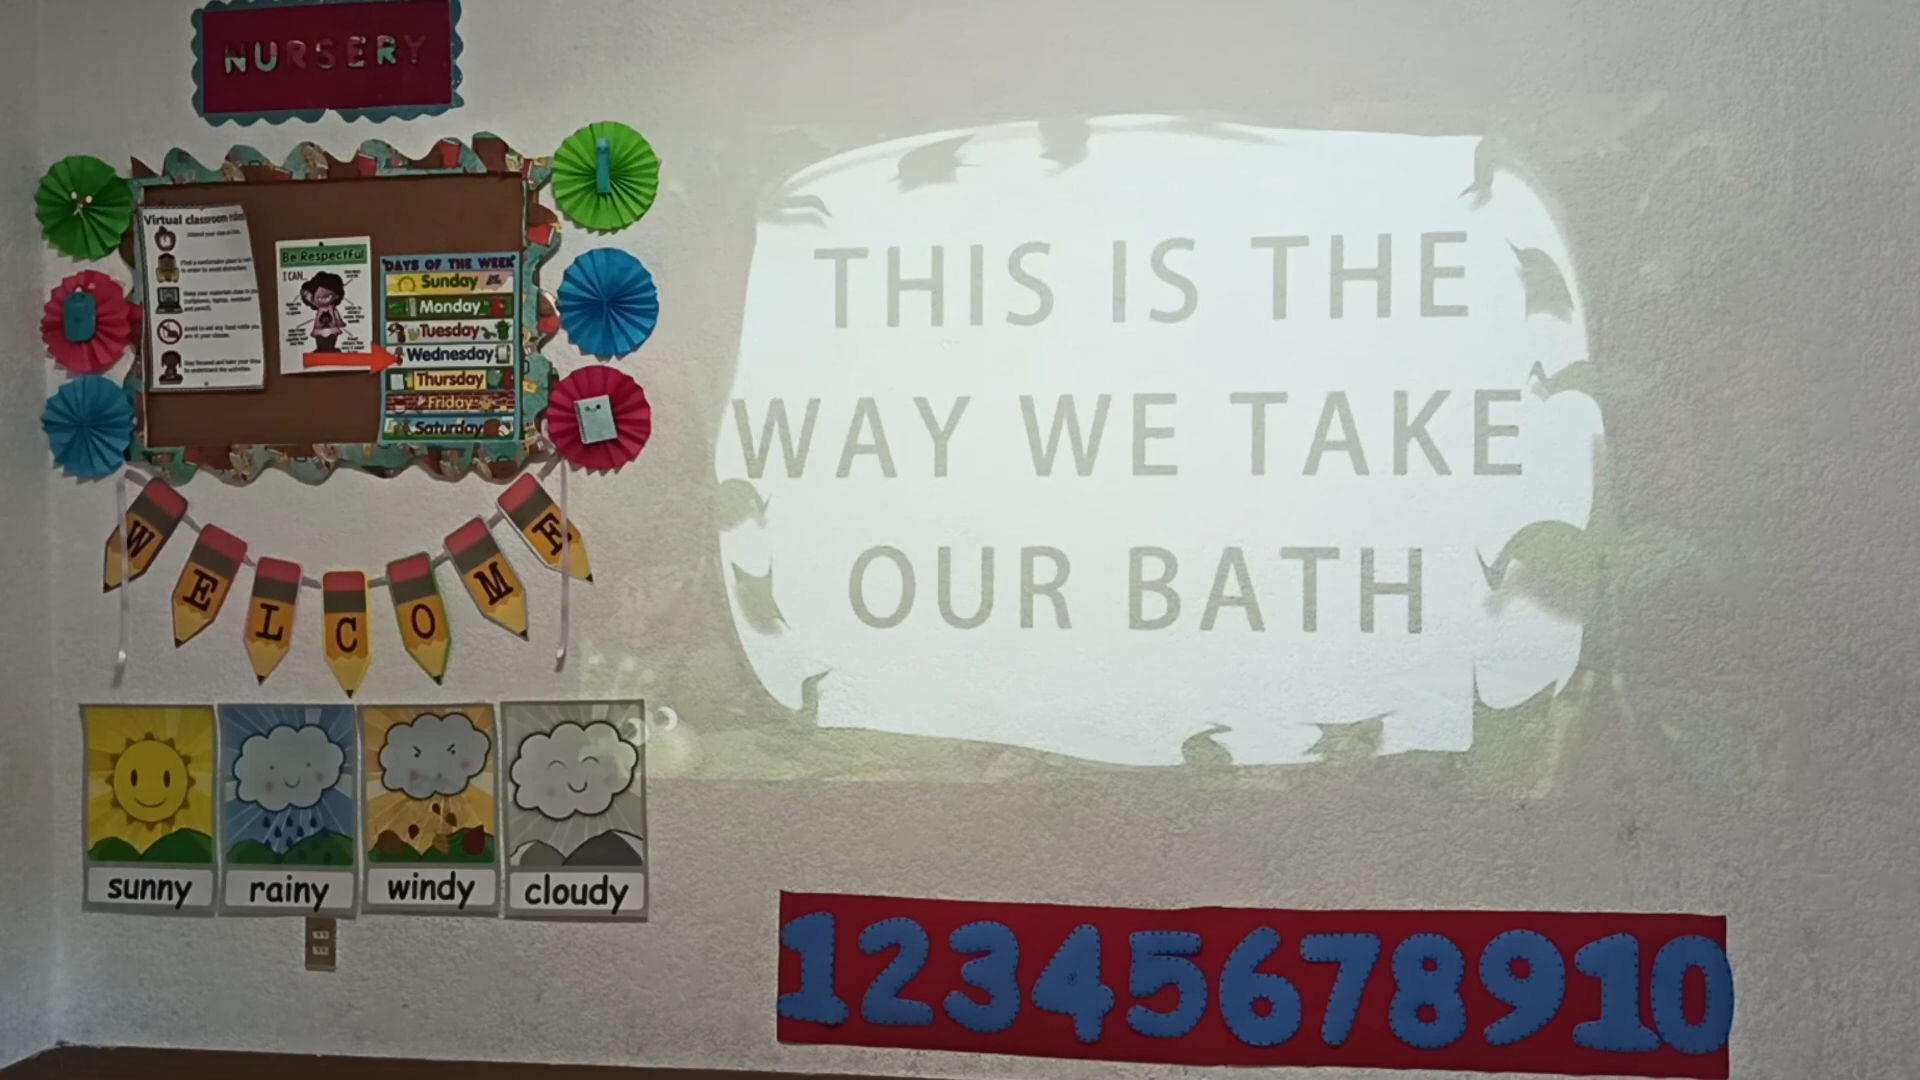 NURSERY
Virtual classroom rules
Be Respectful
I CAN...
DAYS OF THE WEEK
Sunday
Monday
Tuesday
Wednesday
Thursday
Friday
Saturday
WELCOME
sunny
rainy
windy
cloudy
THIS IS THE
WAY WE TAKE
OUR BATH
12345678910